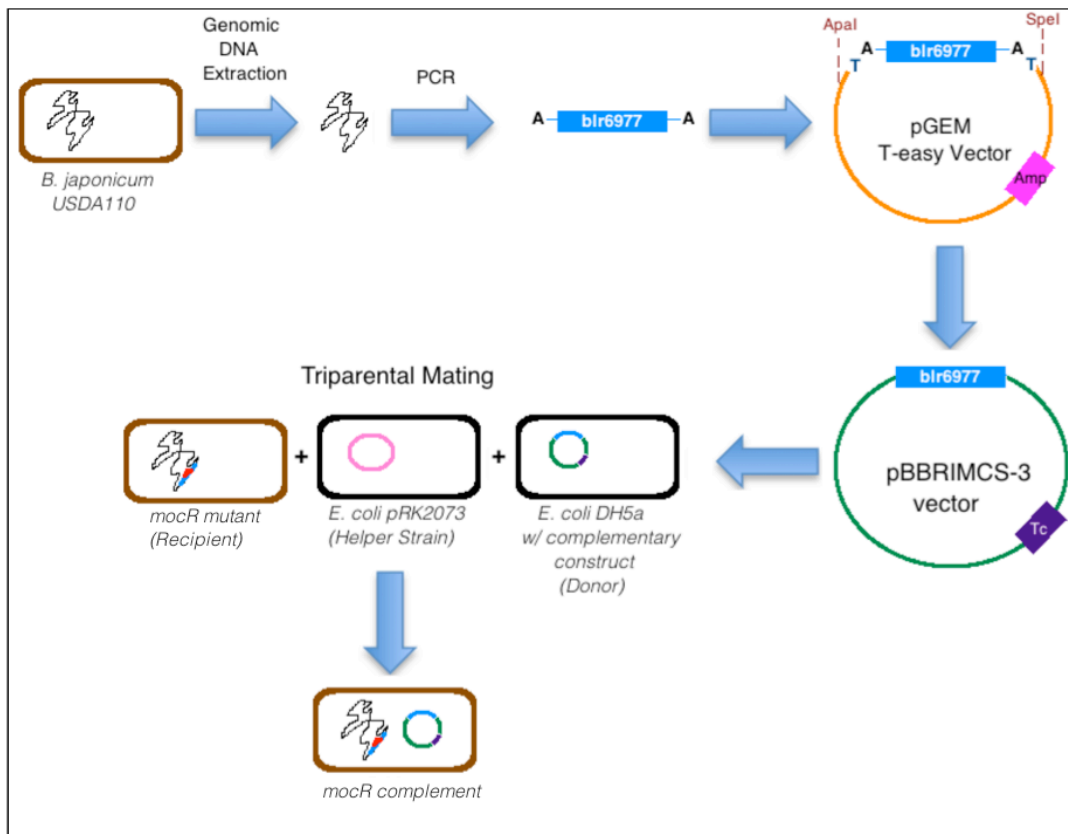 Genomic
DNA
Extraction
B. japonicum
USDA110
PCR
A
blr6977
A
ApaI
SpeI
A
blr6977
A
T
T
pGEM
T-easy Vector
Amp
blr6977
pBBRIMCS-3
vector
Tc
Triparental Mating
+
+
mocR mutant
(Recipient)
E. coli pRK2073
(Helper Strain)
E. coli DH5a
w/ complementary
construct
(Donor)
mocR complement